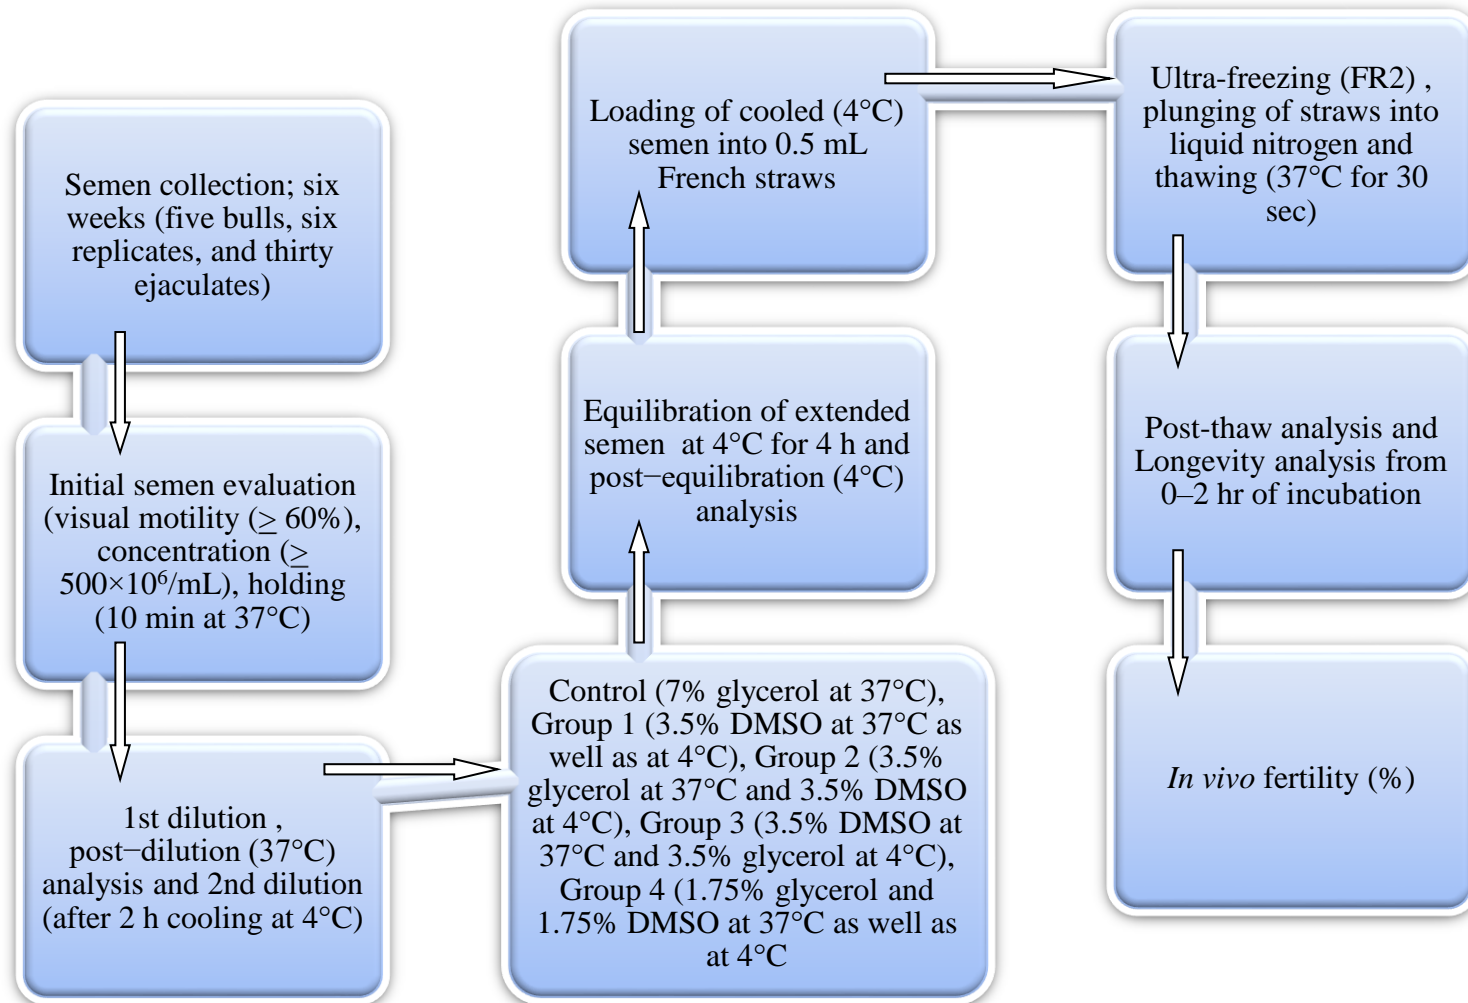 Semen collection; six
weeks (five bulls, six
replicates, and thirty
ejaculates)
Initial semen evaluation
(visual motility (≥ 60%),
concentration (≥
500×10⁶/mL), holding
(10 min at 37°C)
1st dilution ,
post−dilution (37°C)
analysis and 2nd dilution
(after 2 h cooling at 4°C)
Control (7% glycerol at 37°C),
Group 1 (3.5% DMSO at 37°C as
well as at 4°C), Group 2 (3.5%
glycerol at 37°C and 3.5% DMSO
at 4°C), Group 3 (3.5% DMSO at
37°C and 3.5% glycerol at 4°C),
Group 4 (1.75% glycerol and
1.75% DMSO at 37°C as well as
at 4°C
Equilibration of extended
semen at 4°C for 4 h and
post−equilibration (4°C)
analysis
Loading of cooled (4°C)
semen into 0.5 mL
French straws
Ultra-freezing (FR2) ,
plunging of straws into
liquid nitrogen and
thawing (37°C for 30
sec)
Post-thaw analysis and
Longevity analysis from
0–2 hr of incubation
In vivo fertility (%)